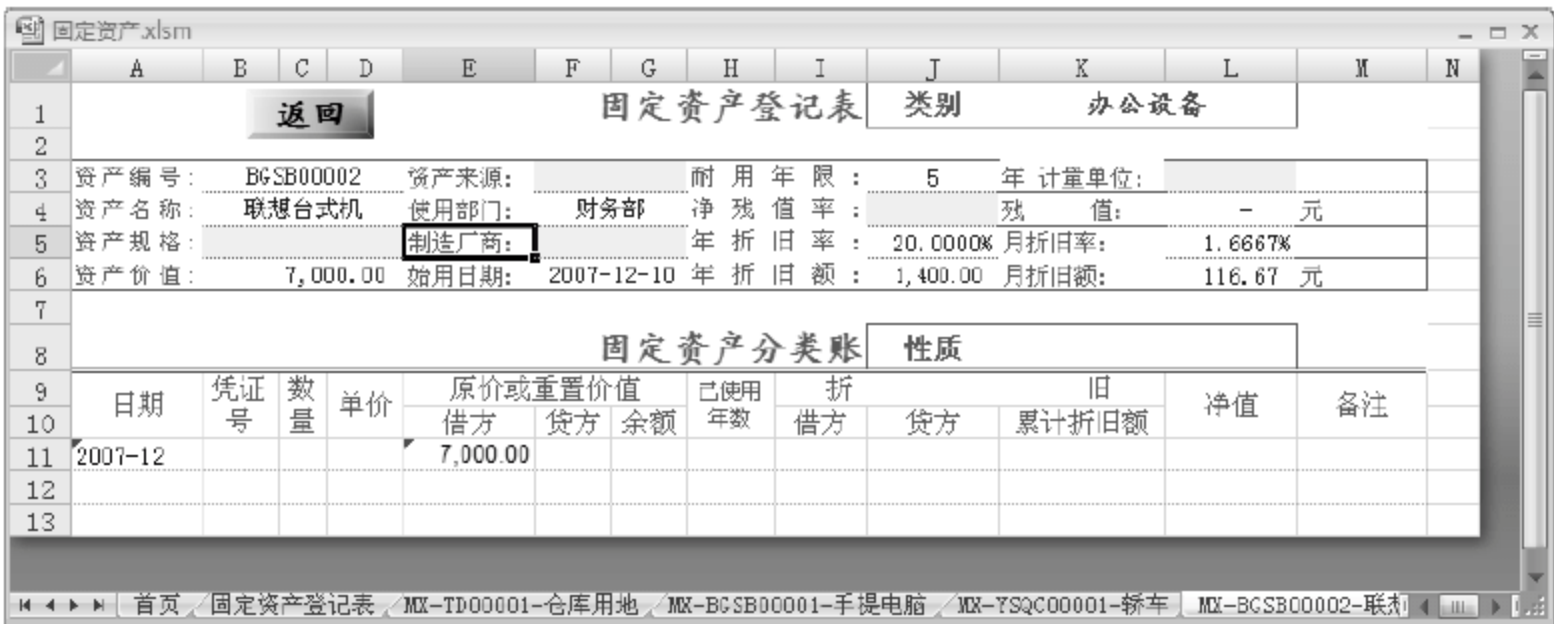 固定资产.xlsm
A B C D E F G H I J K L M N
1 返回 固定资产登记表 类别 办公设备
2
3 资产编号: BGSB00002 资产来源: 耐用年限: 5 年 计量单位:
4 资产名称: 联想台式机 使用部门: 财务部 净残值率: 残值: - 元
5 资产规格: 制造厂商: 年折旧率: 20.0000% 月折旧率: 1.6667%
6 资产价值: 7,000.00 始用日期: 2007-12-10 年折旧额: 1,400.00 月折旧额: 116.67 元
7
8 固定资产分类账 性质
9 日期 凭证号 数量 单价 原价或重置价值 已使用年数 折 旧 净值 备注
10 借方 贷方 余额 借方 贷方 累计折旧额
11 2007-12 7,000.00
12
13
首页 固定资产登记表 MX-TD00001-仓库用地 MX-BGSB00001-手提电脑 MX-YSQC00001-轿车 MX-BGSB00002-联